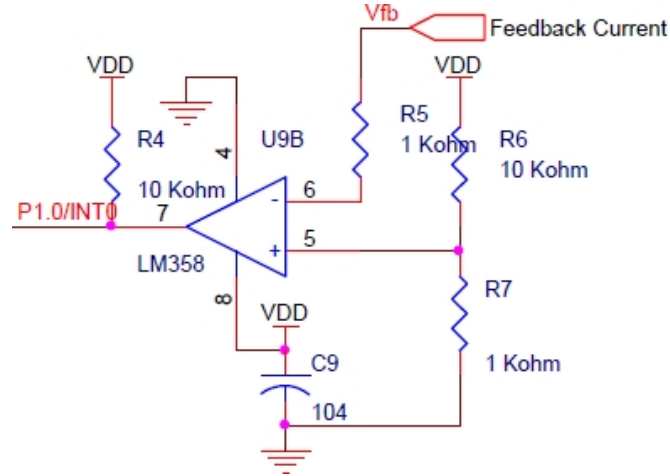 Vfb
Feedback Current
VDD
VDD
R4
U9B
R5
1 Kohm
R6
10 Kohm
4
10 Kohm
6
-
P1.0/INT0
7
5
+
LM358
8
R7
VDD
1 Kohm
C9
104